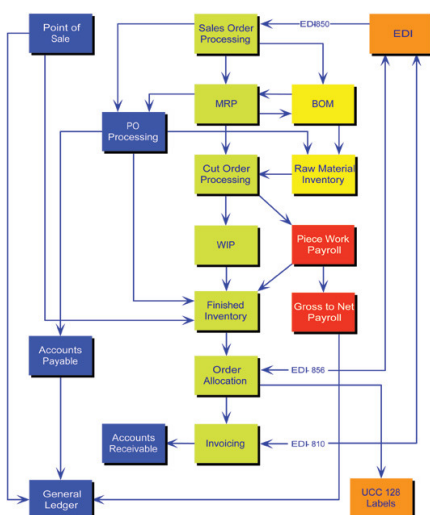 Point of
Sale
Sales Order
Processing
EDI850
EDI
PO
Processing
MRP
BOM
Cut Order
Processing
Raw Material
Inventory
WIP
Piece Work
Payroll
Finished
Inventory
Gross to Net
Payroll
Accounts
Payable
Order
Allocation
EDI- 856
Accounts
Receivable
Invoicing
EDI- 810
General
Ledger
UCC 128
Labels